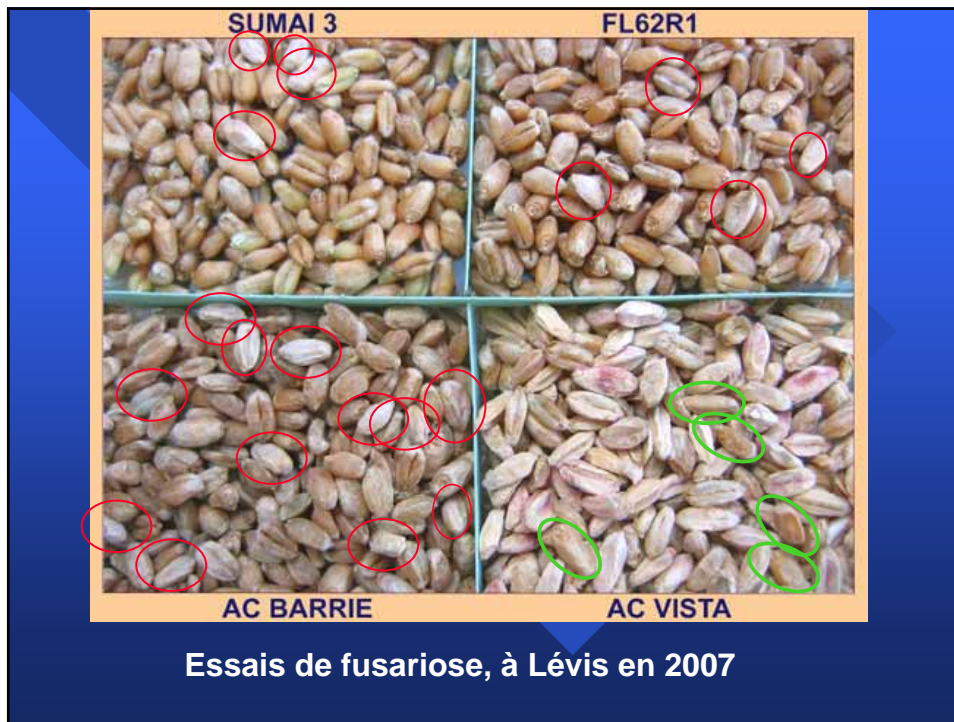 SUMAI 3
FL62R1
AC BARRIE
AC VISTA
Essais de fusariose, à Lévis en 2007